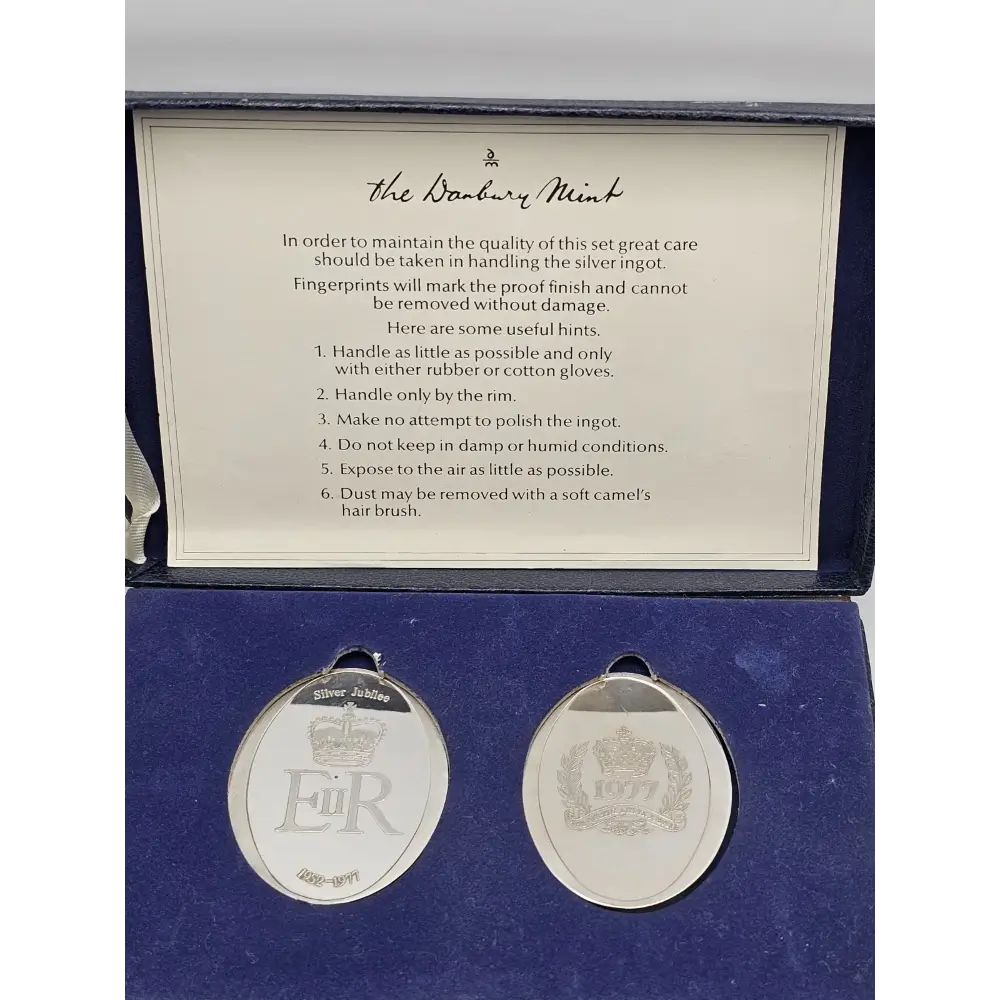 the Danbury Mint
In order to maintain the quality of this set great care
should be taken in handling the silver ingot.
Fingerprints will mark the proof finish and cannot
be removed without damage.
Here are some useful hints.
1. Handle as little as possible and only
with either rubber or cotton gloves.
2. Handle only by the rim.
3. Make no attempt to polish the ingot.
4. Do not keep in damp or humid conditions.
5. Expose to the air as little as possible.
6. Dust may be removed with a soft camel's
hair brush.
Silver Jubilee
EIIR
1952-1977
1977